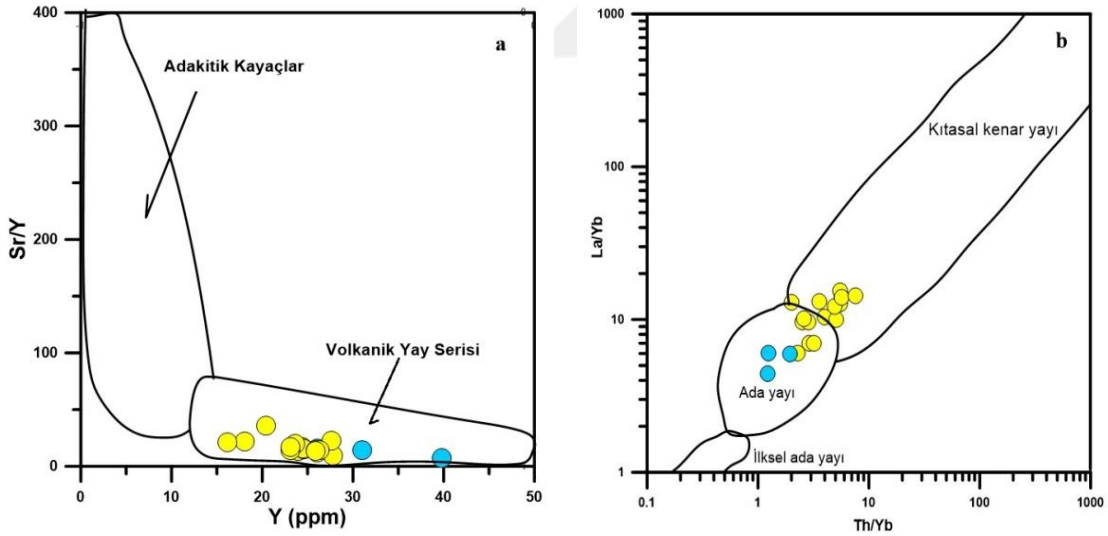 a
400
300
200
100
0
Sr/Y
Adakitik Kayaçlar
Volkanik Yay Serisi
0
10
20
30
40
50
Y (ppm)
b
1000
100
10
1
La/Yb
Kıtasal kenar yayı
Ada yayı
İlksel ada yayı
0.1
1
10
100
1000
Th/Yb